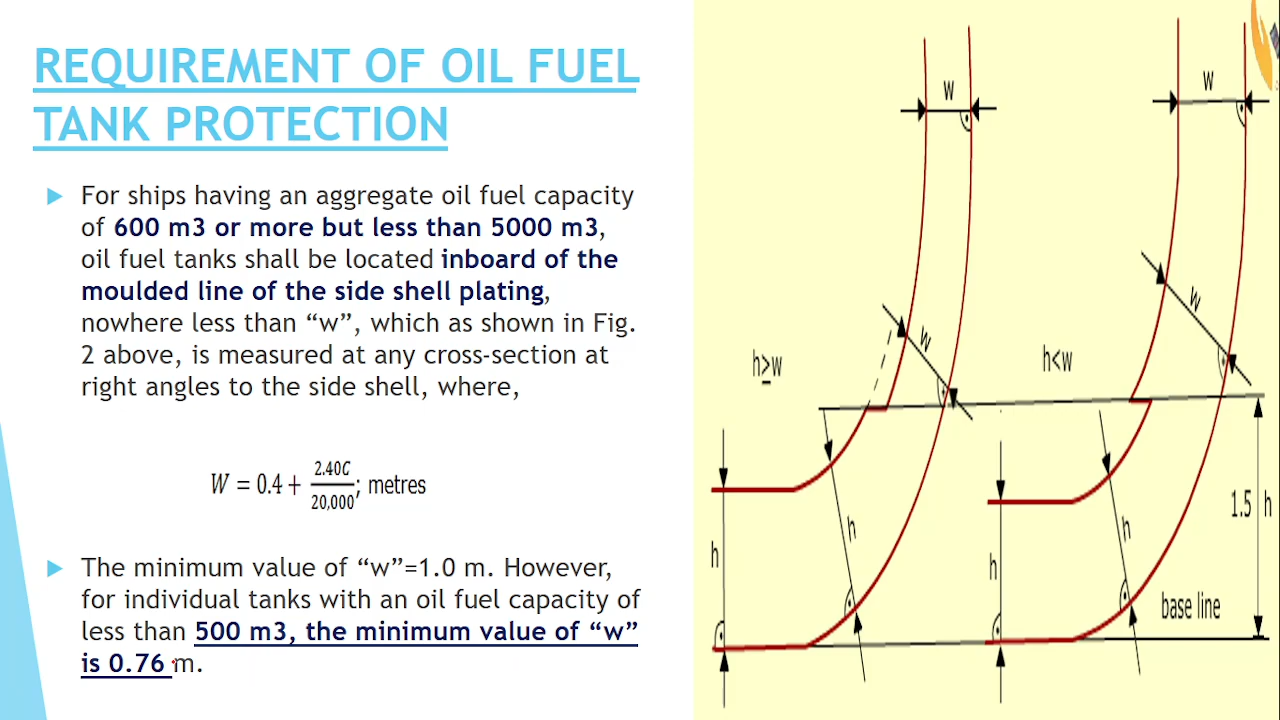 REQUIREMENT OF OIL FUEL
TANK PROTECTION
For ships having an aggregate oil fuel capacity
of 600 m3 or more but less than 5000 m3,
oil fuel tanks shall be located inboard of the
moulded line of the side shell plating,
nowhere less than “w”, which as shown in Fig.
2 above, is measured at any cross-section at
right angles to the side shell, where,
W = 0.4 + 2.40C/20,000; metres
The minimum value of “w”=1.0 m. However,
for individual tanks with an oil fuel capacity of
less than 500 m3, the minimum value of “w”
is 0.76 m.
w
w
w
w
h≥w
h<w
h
h
h
h
1.5 h
base line